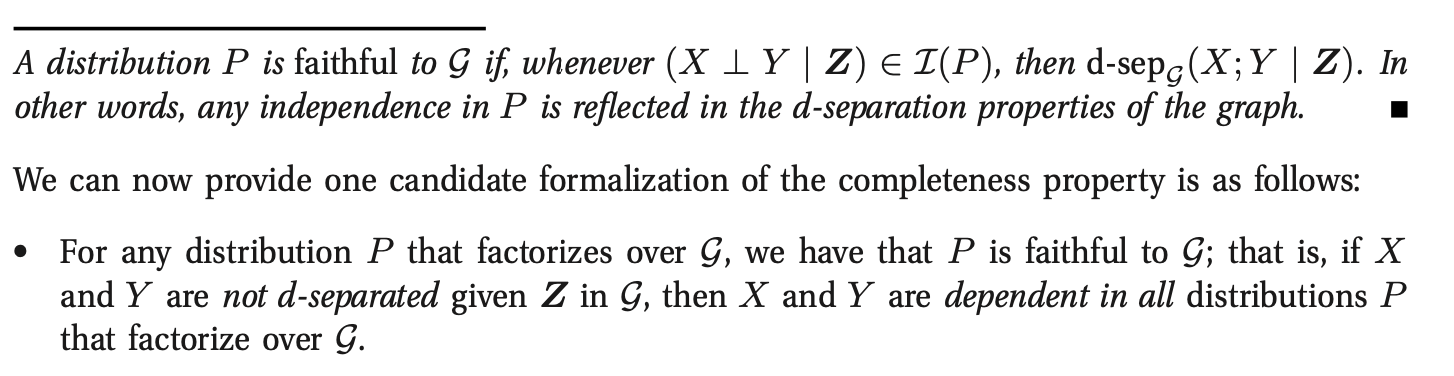 A distribution P is faithful to 𝒢 if, whenever (X ⊥ Y | Z) ∈ ℐ(P), then d-sep𝒢(X; Y | Z). In
other words, any independence in P is reflected in the d-separation properties of the graph. ■
We can now provide one candidate formalization of the completeness property is as follows:
• For any distribution P that factorizes over 𝒢, we have that P is faithful to 𝒢; that is, if X
and Y are not d-separated given Z in 𝒢, then X and Y are dependent in all distributions P
that factorize over 𝒢.